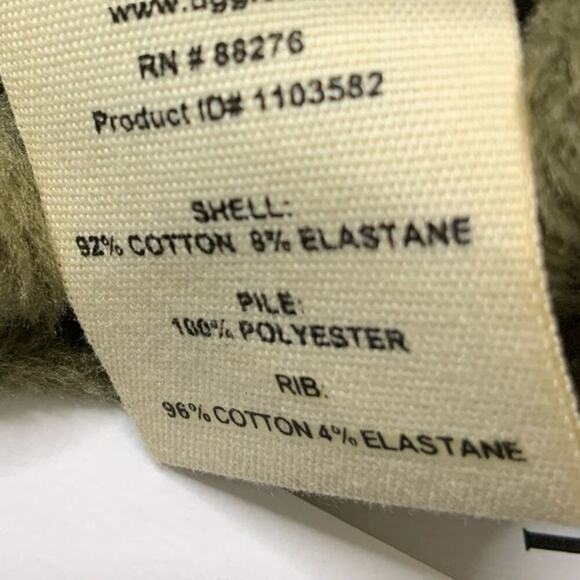 RN # 88276
Product ID# 1103582
SHELL:
92% COTTON 8% ELASTANE
PILE:
100% POLYESTER
RIB:
96% COTTON 4% ELASTANE